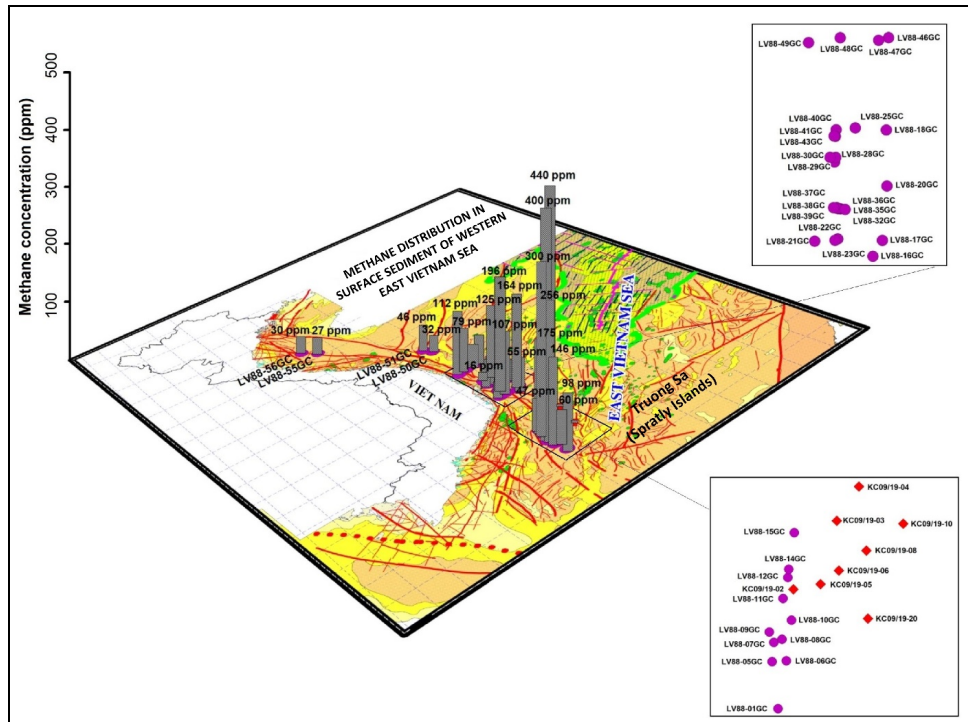 Methane concentration (ppm)
500
400
300
200
100
METHANE DISTRIBUTION IN
SURFACE SEDIMENT OF WESTERN
EAST VIETNAM SEA
440 ppm
400 ppm
300 ppm
256 ppm
196 ppm
164 ppm
125 ppm
112 ppm
107 ppm
79 ppm
46 ppm
32 ppm
30 ppm
27 ppm
16 ppm
55 ppm
175 ppm
146 ppm
47 ppm
98 ppm
60 ppm
LV88-56GC
LV88-55GC
LV88-51GC
LV88-50GC
VIET NAM
EAST VIETNAM SEA
Truong Sa
(Spratly Islands)
LV88-49GC
LV88-48GC
LV88-46GC
LV88-47GC
LV88-40GC
LV88-25GC
LV88-41GC
LV88-18GC
LV88-43GC
LV88-30GC
LV88-28GC
LV88-29GC
LV88-20GC
LV88-37GC
LV88-36GC
LV88-38GC
LV88-35GC
LV88-39GC
LV88-32GC
LV88-22GC
LV88-21GC
LV88-17GC
LV88-23GC
LV88-16GC
KC09/19-04
KC09/19-03
KC09/19-10
LV88-15GC
KC09/19-08
LV88-14GC
KC09/19-06
LV88-12GC
KC09/19-05
KC09/19-02
LV88-11GC
LV88-10GC
KC09/19-20
LV88-09GC
LV88-08GC
LV88-07GC
LV88-05GC
LV88-06GC
LV88-01GC